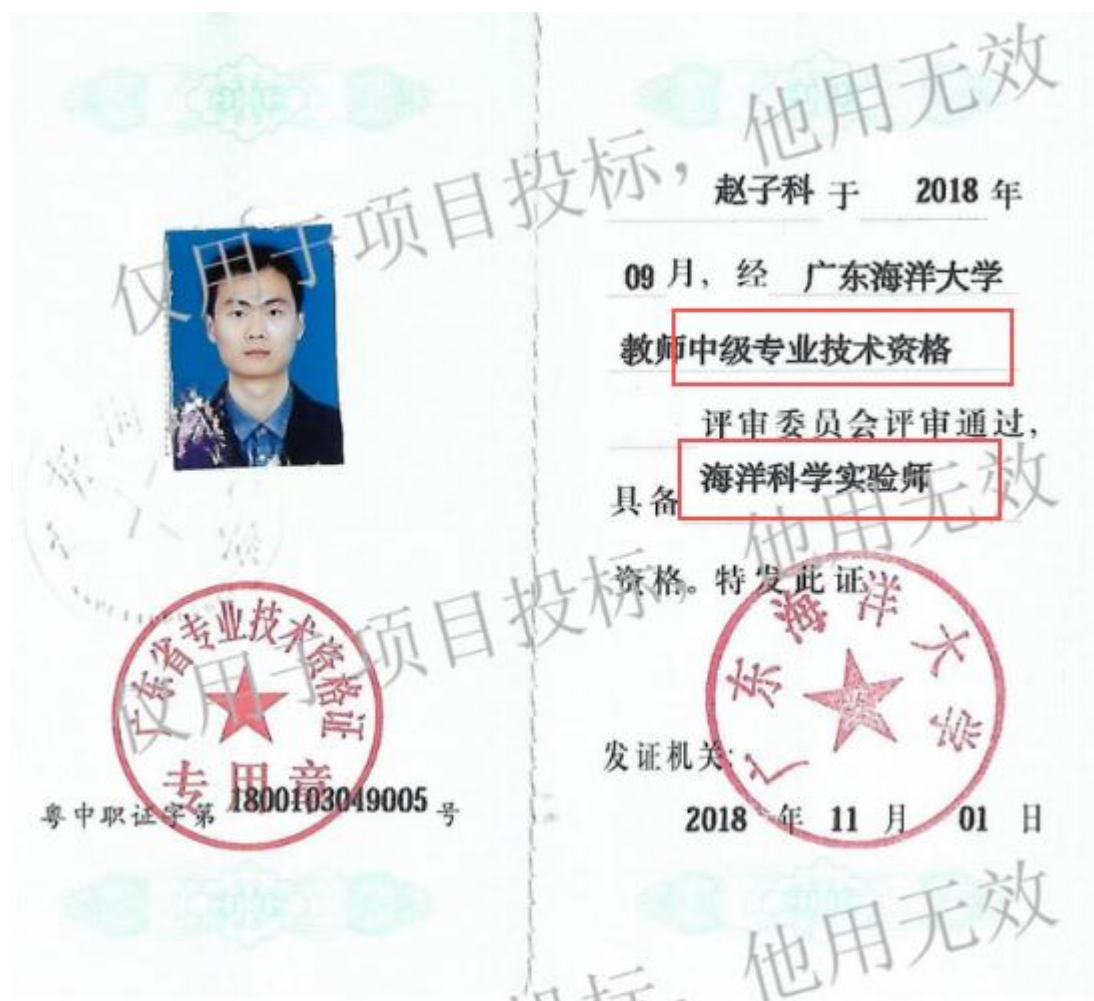 仅用于项目投标，他用无效
赵子科 于 2018 年
09 月，经 广东海洋大学
教师中级专业技术资格
评审委员会评审通过，
具备 海洋科学实验师
资格。特发此证
仅用于项目投标，他用无效
广东省专业技术资格证
专用章
粤中职证字第 1800103049005 号
广东海洋大学
发证机关:
2018 年 11 月 01 日
投标，他用无效